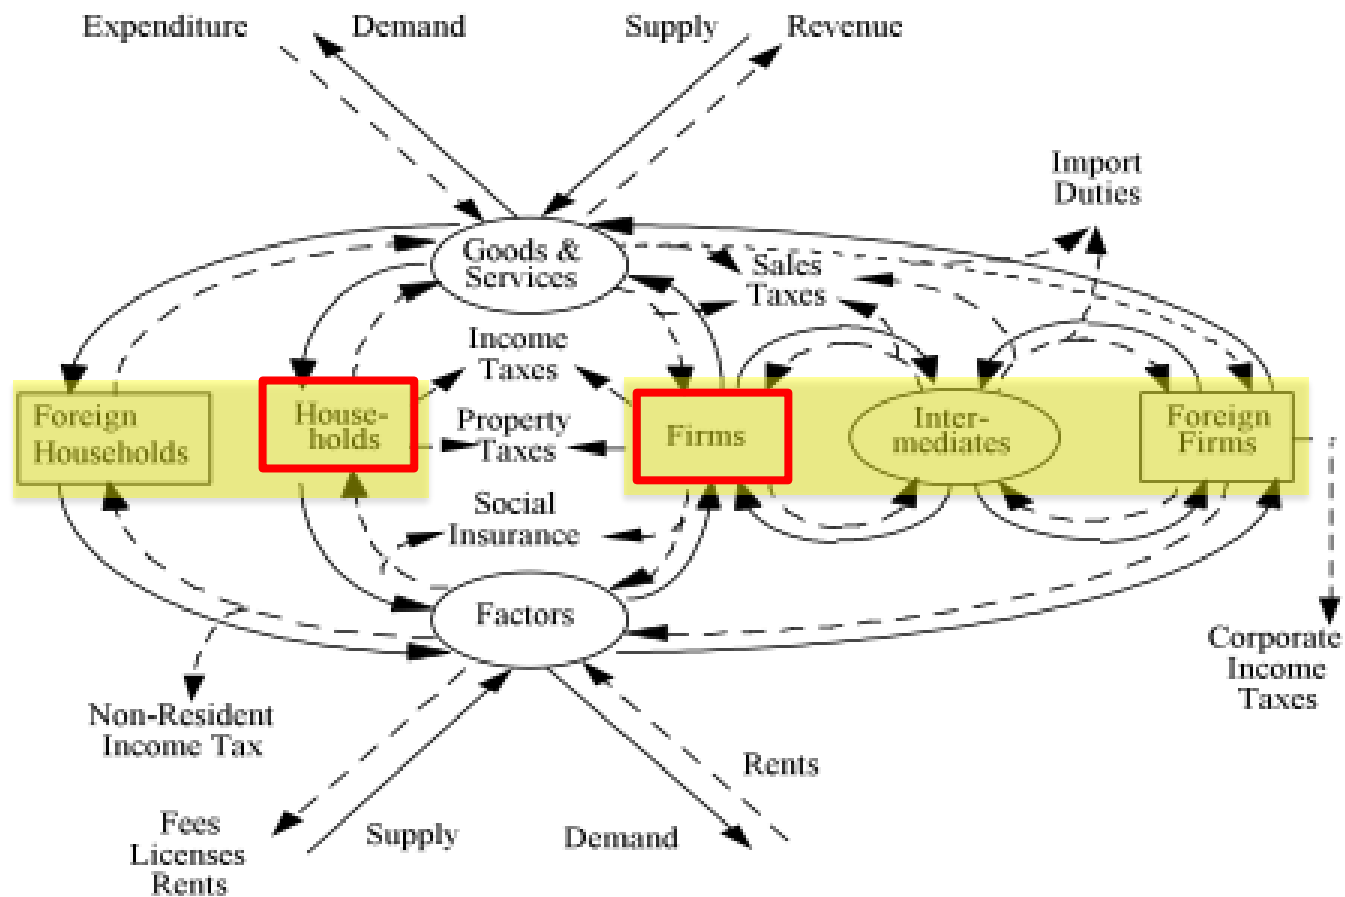 Expenditure
Demand
Supply
Revenue
Import
Duties
Goods &
Services
Sales
Taxes
Income
Taxes
Foreign
Households
House-
holds
Property
Taxes
Firms
Inter-
mediates
Foreign
Firms
Social
Insurance
Factors
Corporate
Income
Taxes
Non-Resident
Income Tax
Rents
Fees
Licenses
Rents
Supply
Demand